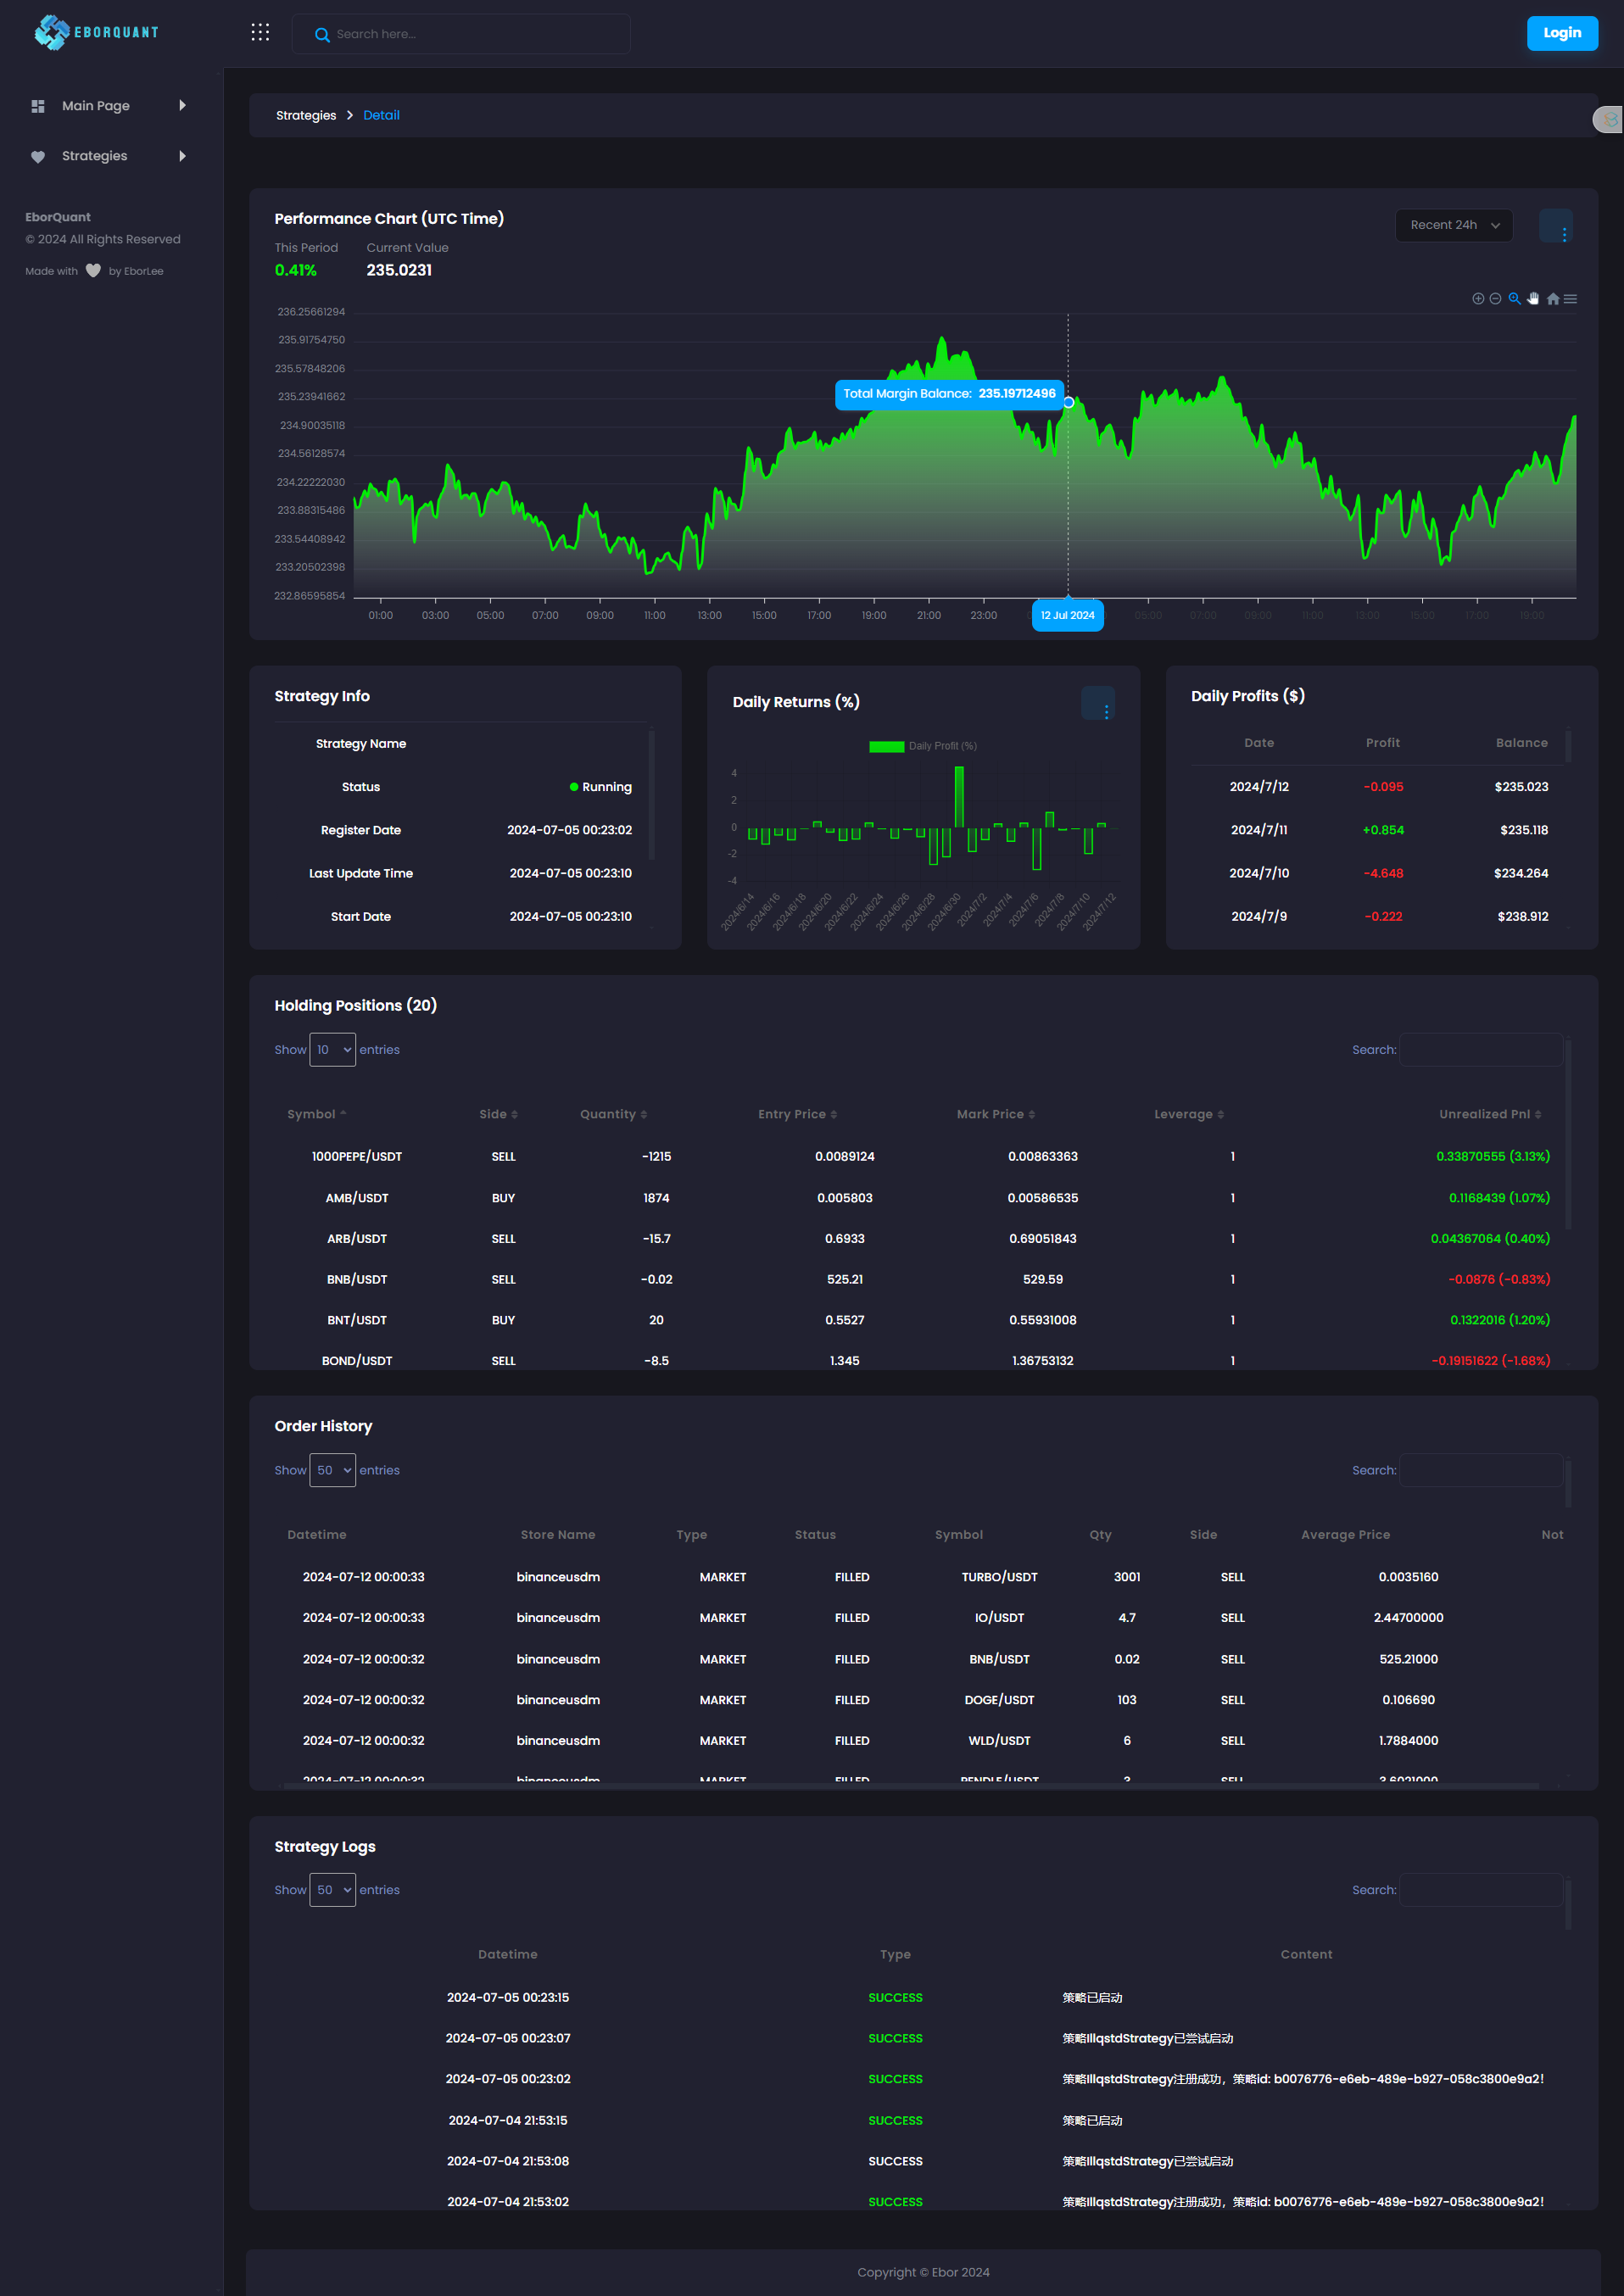 EBORQUANT
Search here...
Login
Main Page
Strategies
EborQuant
© 2024 All Rights Reserved
Made with by EborLee
Strategies Detail
Performance Chart (UTC Time)
Recent 24h
This Period Current Value
0.41% 235.0231
236.25661294
235.91754750
235.57848206
235.23941662
234.90035118
234.56128574
234.22222030
233.88315486
233.54408942
233.20502398
232.86595854
Total Margin Balance: 235.19712496
01:00 03:00 05:00 07:00 09:00 11:00 13:00 15:00 17:00 19:00 21:00 23:00 12 Jul 2024 05:00 07:00 09:00 11:00 13:00 15:00 17:00 19:00
Strategy Info
Strategy Name
Status Running
Register Date 2024-07-05 00:23:02
Last Update Time 2024-07-05 00:23:10
Start Date 2024-07-05 00:23:10
Daily Returns (%)
Daily Profit (%)
4
2
0
-2
-4
2024/6/14 2024/6/16 2024/6/18 2024/6/20 2024/6/22 2024/6/24 2024/6/26 2024/6/28 2024/6/30 2024/7/2 2024/7/4 2024/7/6 2024/7/8 2024/7/10 2024/7/12
Daily Profits ($)
Date Profit Balance
2024/7/12 -0.095 $235.023
2024/7/11 +0.854 $235.118
2024/7/10 -4.648 $234.264
2024/7/9 -0.222 $238.912
Holding Positions (20)
Show 10 entries Search:
Symbol Side Quantity Entry Price Mark Price Leverage Unrealized Pnl
1000PEPE/USDT SELL -1215 0.0089124 0.00863363 1 0.33870555 (3.13%)
AMB/USDT BUY 1874 0.005803 0.00586535 1 0.1168439 (1.07%)
ARB/USDT SELL -15.7 0.6933 0.69051843 1 0.04367064 (0.40%)
BNB/USDT SELL -0.02 525.21 529.59 1 -0.0876 (-0.83%)
BNT/USDT BUY 20 0.5527 0.55931008 1 0.1322016 (1.20%)
BOND/USDT SELL -8.5 1.345 1.36753132 1 -0.19151622 (-1.68%)
Order History
Show 50 entries Search:
Datetime Store Name Type Status Symbol Qty Side Average Price Not
2024-07-12 00:00:33 binanceusdm MARKET FILLED TURBO/USDT 3001 SELL 0.0035160
2024-07-12 00:00:33 binanceusdm MARKET FILLED IO/USDT 4.7 SELL 2.44700000
2024-07-12 00:00:32 binanceusdm MARKET FILLED BNB/USDT 0.02 SELL 525.21000
2024-07-12 00:00:32 binanceusdm MARKET FILLED DOGE/USDT 103 SELL 0.106690
2024-07-12 00:00:32 binanceusdm MARKET FILLED WLD/USDT 6 SELL 1.7884000
2024-07-12 00:00:32 binanceusdm MARKET FILLED PENDLE/USDT 3 SELL 3.6021000
Strategy Logs
Show 50 entries Search:
Datetime Type Content
2024-07-05 00:23:15 SUCCESS 策略已启动
2024-07-05 00:23:07 SUCCESS 策略IllqstdStrategy已尝试启动
2024-07-05 00:23:02 SUCCESS 策略IllqstdStrategy注册成功，策略id: b0076776-e6eb-489e-b927-058c3800e9a2!
2024-07-04 21:53:15 SUCCESS 策略已启动
2024-07-04 21:53:08 SUCCESS 策略IllqstdStrategy已尝试启动
2024-07-04 21:53:02 SUCCESS 策略IllqstdStrategy注册成功，策略id: b0076776-e6eb-489e-b927-058c3800e9a2!
Copyright © Ebor 2024